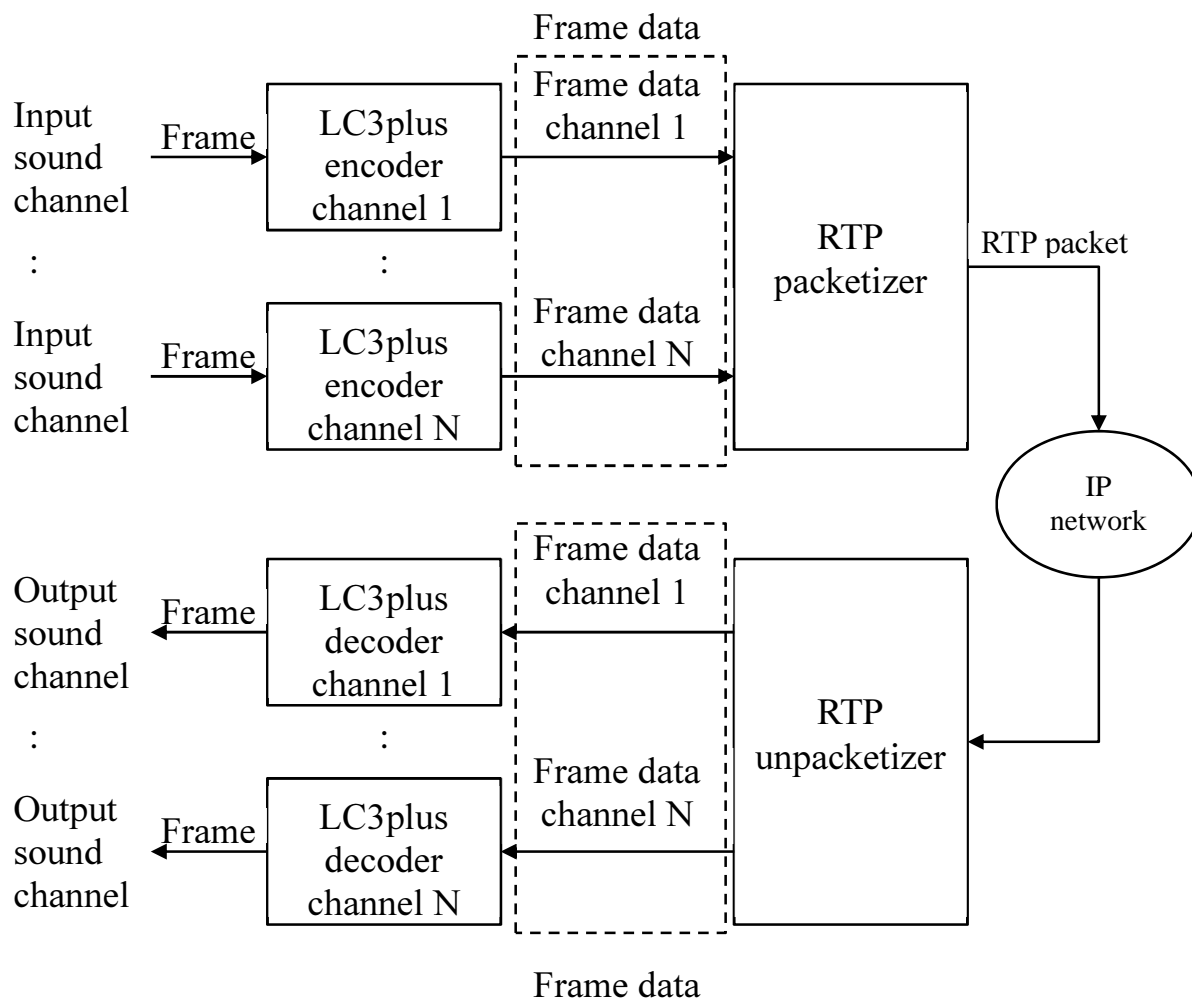 Frame data
Input
sound
channel
Frame
LC3plus
encoder
channel 1
Frame data
channel 1
RTP
packetizer
RTP packet
:
:
Input
sound
channel
Frame
LC3plus
encoder
channel N
Frame data
channel N
IP
network
Output
sound
channel
Frame
LC3plus
decoder
channel 1
Frame data
channel 1
RTP
unpacketizer
:
:
Output
sound
channel
Frame
LC3plus
decoder
channel N
Frame data
channel N
Frame data